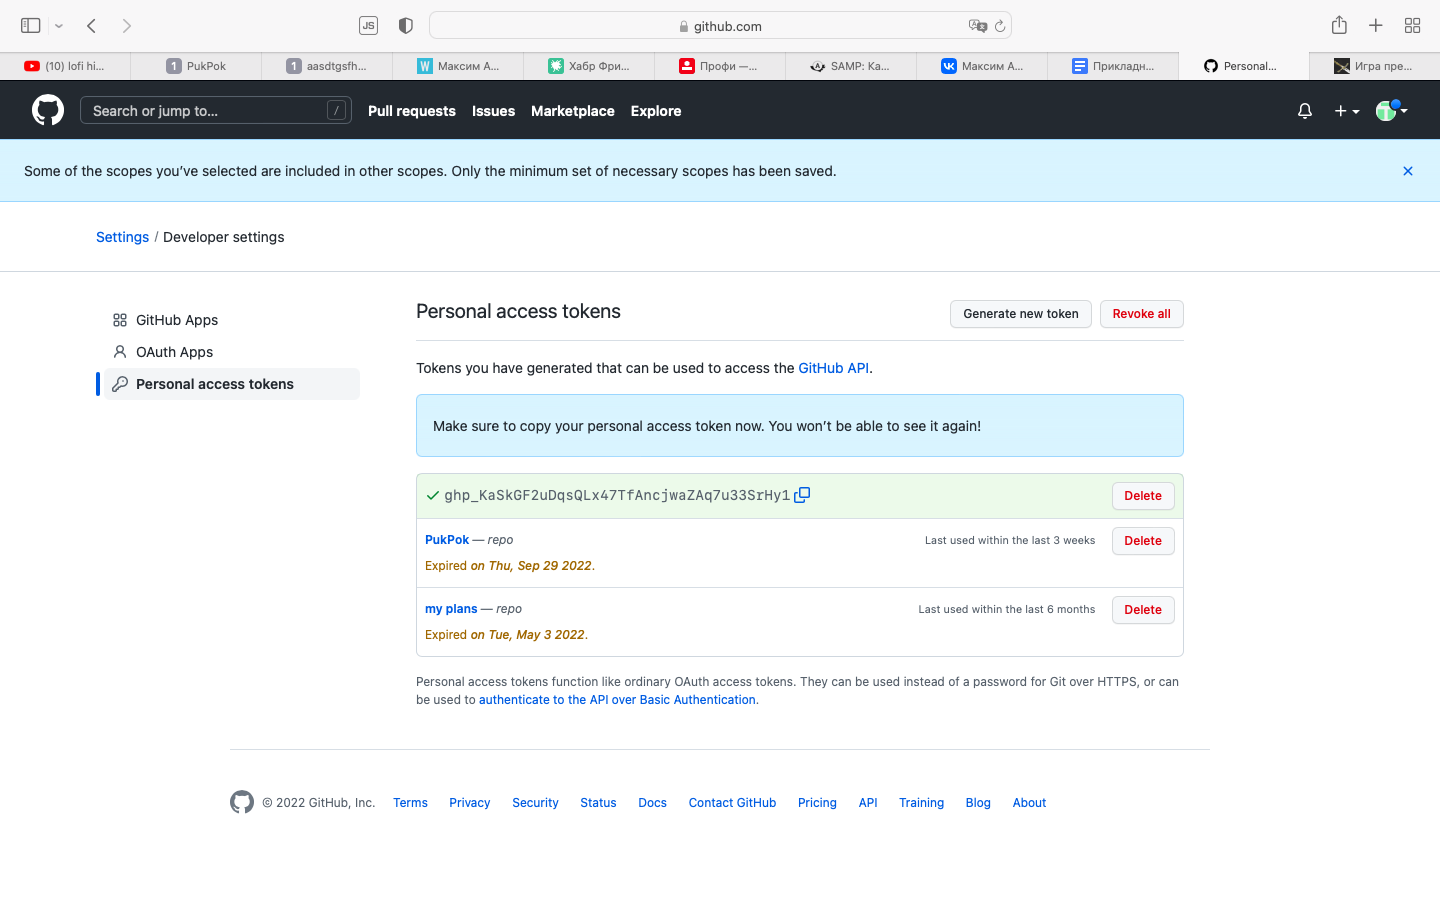 JS
github.com
(10) lofi hi...
1 PukPok
1 aasdtgsfh...
W Максим А...
Хабр Фри...
Профи —...
SAMP: Ka...
Максим А...
Прикладн...
Personal...
Игра пре...
Search or jump to... /
Pull requests
Issues
Marketplace
Explore
Some of the scopes you’ve selected are included in other scopes. Only the minimum set of necessary scopes has been saved.
Settings / Developer settings
GitHub Apps
OAuth Apps
Personal access tokens
Personal access tokens
Generate new token
Revoke all
Tokens you have generated that can be used to access the GitHub API.
Make sure to copy your personal access token now. You won’t be able to see it again!
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
Delete
PukPok — repo
Last used within the last 3 weeks
Delete
Expired on Thu, Sep 29 2022.
my plans — repo
Last used within the last 6 months
Delete
Expired on Tue, May 3 2022.
Personal access tokens function like ordinary OAuth access tokens. They can be used instead of a password for Git over HTTPS, or can
be used to authenticate to the API over Basic Authentication.
© 2022 GitHub, Inc.
Terms
Privacy
Security
Status
Docs
Contact GitHub
Pricing
API
Training
Blog
About